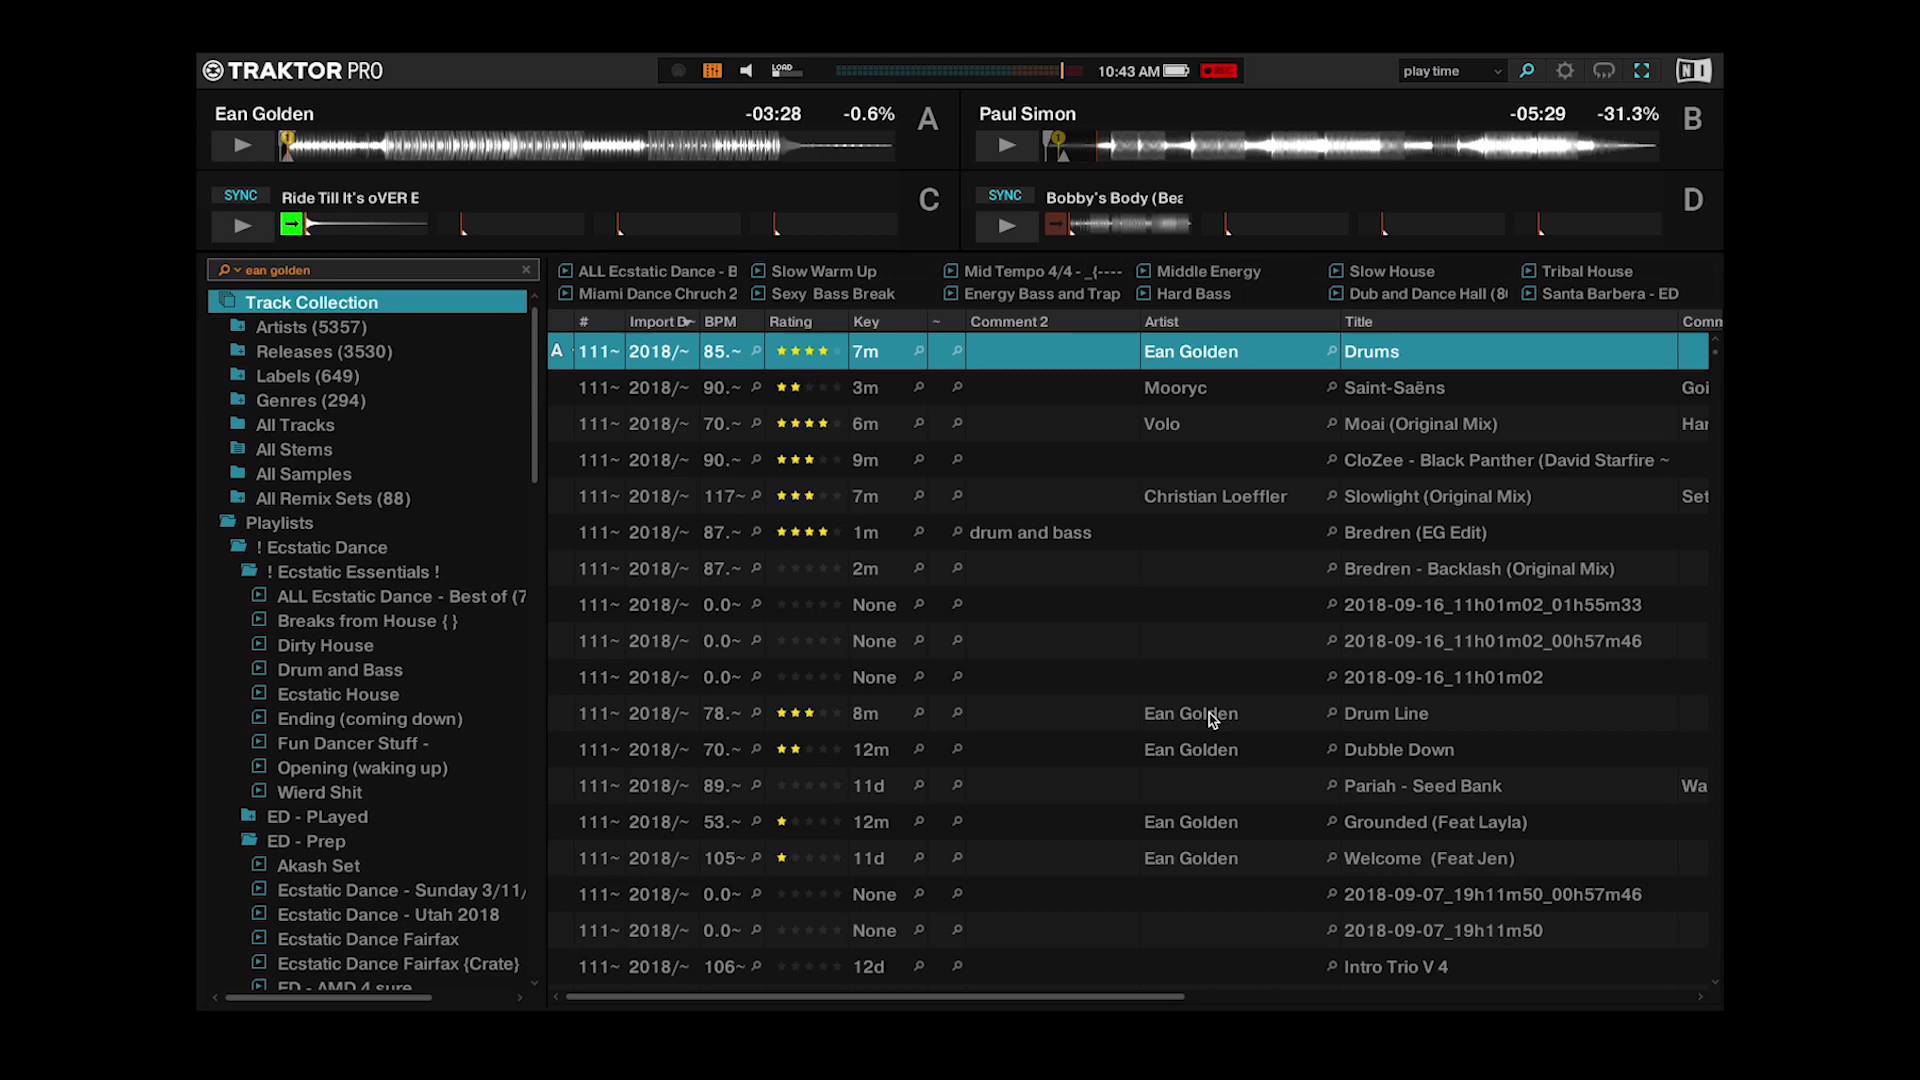 TRAKTOR PRO
LOAD
10:43 AM
REC
play time
Ean Golden -03:28 -0.6% A
Paul Simon -05:29 -31.3% B
SYNC Ride Till It's oVER E C
SYNC Bobby's Body (Bea D
ean golden
ALL Ecstatic Dance - B Slow Warm Up Mid Tempo 4/4 - _{---- Middle Energy Slow House Tribal House
Miami Dance Chruch 2 Sexy Bass Break Energy Bass and Trap Hard Bass Dub and Dance Hall (8 Santa Barbera - ED
Track Collection
Artists (5357)
Releases (3530)
Labels (649)
Genres (294)
All Tracks
All Stems
All Samples
All Remix Sets (88)
Playlists
! Ecstatic Dance
! Ecstatic Essentials !
ALL Ecstatic Dance - Best of (7
Breaks from House { }
Dirty House
Drum and Bass
Ecstatic House
Ending (coming down)
Fun Dancer Stuff -
Opening (waking up)
Wierd Shit
ED - PLayed
ED - Prep
Akash Set
Ecstatic Dance - Sunday 3/11/
Ecstatic Dance - Utah 2018
Ecstatic Dance Fairfax
Ecstatic Dance Fairfax {Crate}
ED - AMD 4 sure
# Import D BPM Rating Key ~ Comment 2 Artist Title Comm
A 111~ 2018/~ 85.~ 7m Ean Golden Drums
111~ 2018/~ 90.~ 3m Mooryc Saint-Saëns Goi
111~ 2018/~ 70.~ 6m Volo Moai (Original Mix) Har
111~ 2018/~ 90.~ 9m CloZee - Black Panther (David Starfire ~
111~ 2018/~ 117~ 7m Christian Loeffler Slowlight (Original Mix) Set
111~ 2018/~ 87.~ 1m drum and bass Bredren (EG Edit)
111~ 2018/~ 87.~ 2m Bredren - Backlash (Original Mix)
111~ 2018/~ 0.0~ None 2018-09-16_11h01m02_01h55m33
111~ 2018/~ 0.0~ None 2018-09-16_11h01m02_00h57m46
111~ 2018/~ 0.0~ None 2018-09-16_11h01m02
111~ 2018/~ 78.~ 8m Ean Golden Drum Line
111~ 2018/~ 70.~ 12m Ean Golden Dubble Down
111~ 2018/~ 89.~ 11d Pariah - Seed Bank Wa
111~ 2018/~ 53.~ 12m Ean Golden Grounded (Feat Layla)
111~ 2018/~ 105~ 11d Ean Golden Welcome (Feat Jen)
111~ 2018/~ 0.0~ None 2018-09-07_19h11m50_00h57m46
111~ 2018/~ 0.0~ None 2018-09-07_19h11m50
111~ 2018/~ 106~ 12d Intro Trio V 4